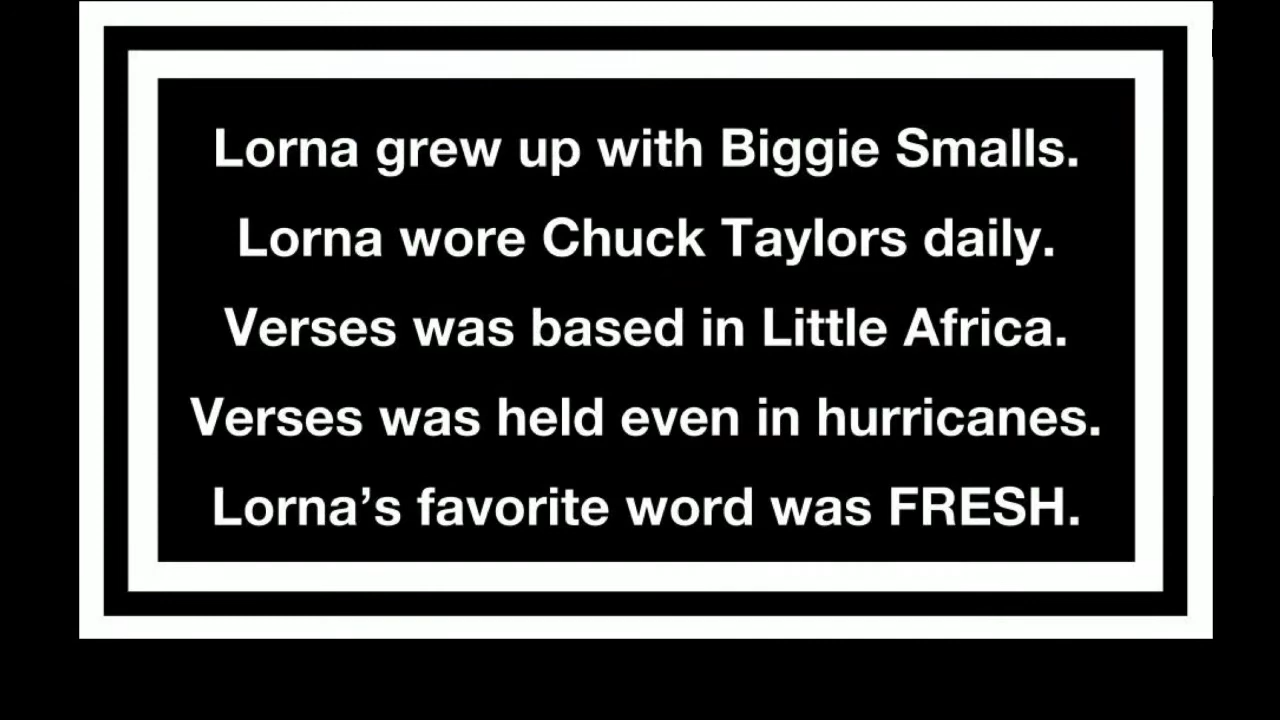 Lorna grew up with Biggie Smalls.
Lorna wore Chuck Taylors daily.
Verses was based in Little Africa.
Verses was held even in hurricanes.
Lorna’s favorite word was FRESH.